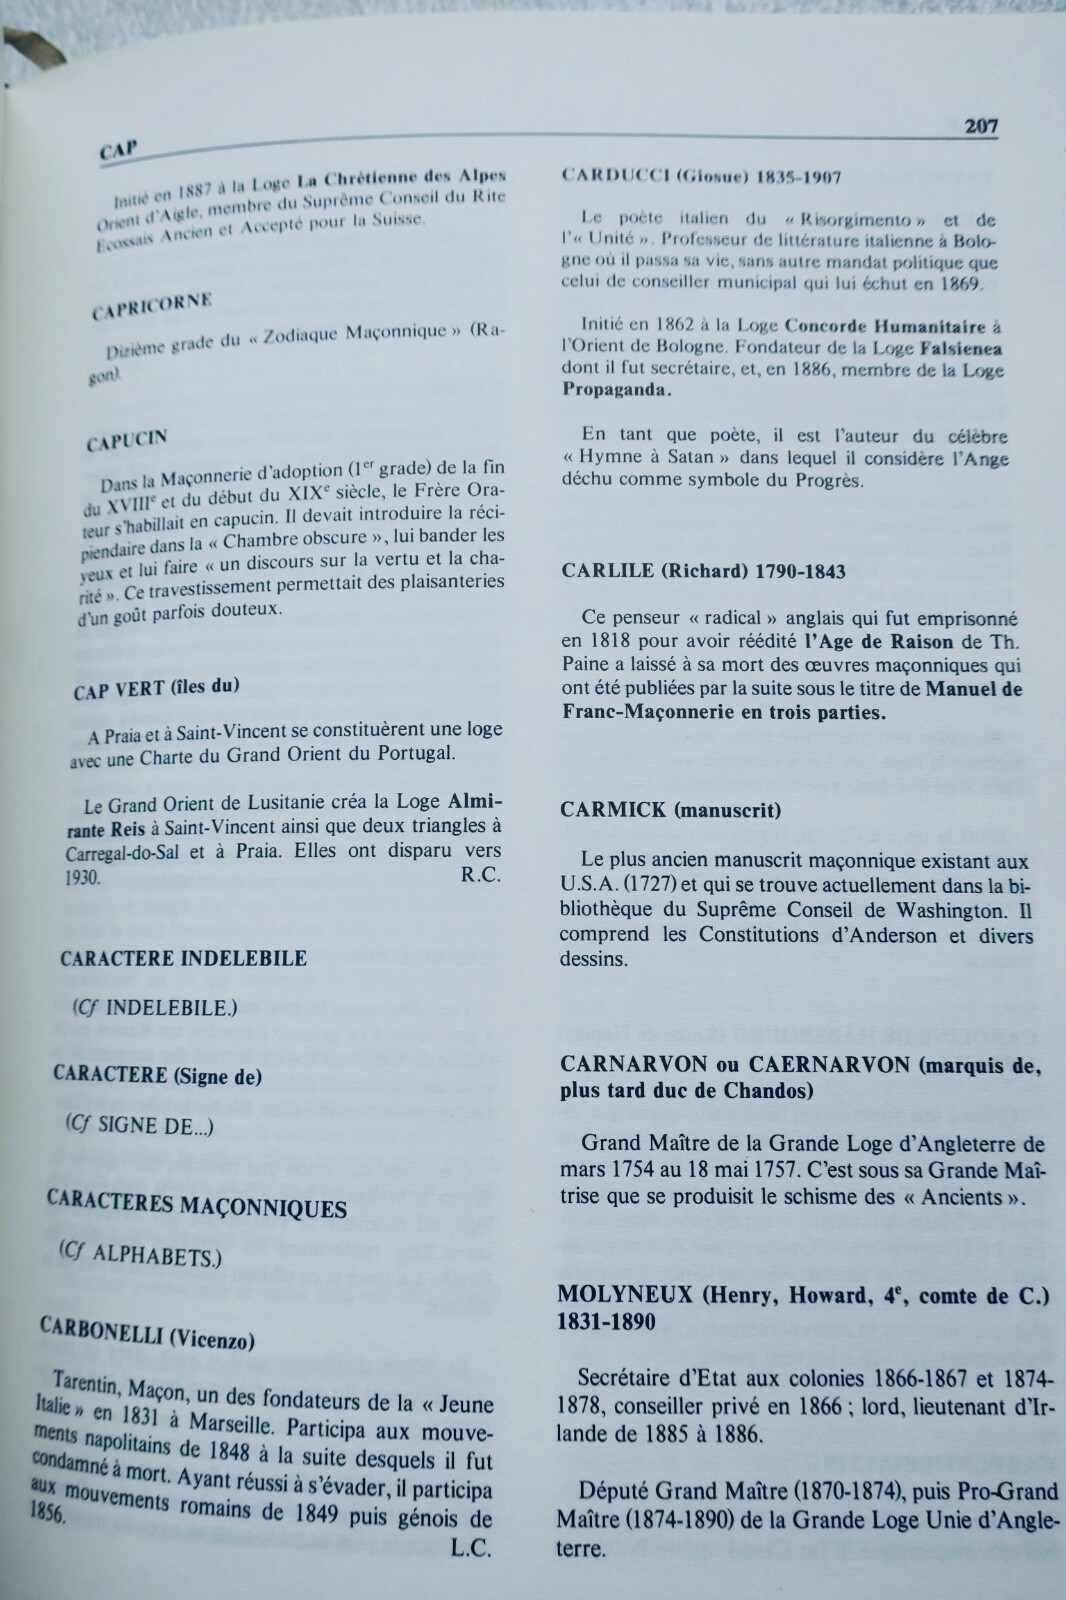 CAP
207
Initié en 1887 à la Loge La Chrétienne des Alpes
Orient d'Aigle, membre du Suprême Conseil du Rite
Ecossais Ancien et Accepté pour la Suisse.
CAPRICORNE
Dizième grade du « Zodiaque Maçonnique » (Ra-
gon)
CAPUCIN
Dans la Maçonnerie d'adoption (1er grade) de la fin
du XVIIIe et du début du XIXe siècle, le Frère Ora-
teur s'habillait en capucin. Il devait introduire la réci-
piendaire dans la « Chambre obscure », lui bander les
yeux et lui faire « un discours sur la vertu et la cha-
rité ». Ce travestissement permettait des plaisanteries
d'un goût parfois douteux.
CAP VERT (îles du)
A Praia et à Saint-Vincent se constituèrent une loge
avec une Charte du Grand Orient du Portugal.
Le Grand Orient de Lusitanie créa la Loge Almi-
rante Reis à Saint-Vincent ainsi que deux triangles à
Carregal-do-Sal et à Praia. Elles ont disparu vers
1930. R.C.
CARACTERE INDELEBILE
(Cf INDELEBILE.)
CARACTERE (Signe de)
(Cf SIGNE DE...)
CARACTERES MAÇONNIQUES
(Cf ALPHABETS.)
CARBONELLI (Vicenzo)
Tarentin, Maçon, un des fondateurs de la « Jeune
Italie » en 1831 à Marseille. Participa aux mouve-
ments napolitains de 1848 à la suite desquels il fut
condamné à mort. Ayant réussi à s'évader, il participa
aux mouvements romains de 1849 puis génois de
1856.
L.C.
CARDUCCI (Giosue) 1835-1907
Le poète italien du « Risorgimento » et de
l'« Unité ». Professeur de littérature italienne à Bolo-
gne où il passa sa vie, sans autre mandat politique que
celui de conseiller municipal qui lui échut en 1869.
Initié en 1862 à la Loge Concorde Humanitaire à
l'Orient de Bologne. Fondateur de la Loge Falsienea
dont il fut secrétaire, et, en 1886, membre de la Loge
Propaganda.
En tant que poète, il est l'auteur du célèbre
« Hymne à Satan » dans lequel il considère l'Ange
déchu comme symbole du Progrès.
CARLILE (Richard) 1790-1843
Ce penseur « radical » anglais qui fut emprisonné
en 1818 pour avoir réédité l'Age de Raison de Th.
Paine a laissé à sa mort des œuvres maçonniques qui
ont été publiées par la suite sous le titre de Manuel de
Franc-Maçonnerie en trois parties.
CARMICK (manuscrit)
Le plus ancien manuscrit maçonnique existant aux
U.S.A. (1727) et qui se trouve actuellement dans la bi-
bliothèque du Suprême Conseil de Washington. Il
comprend les Constitutions d'Anderson et divers
dessins.
CARNARVON ou CAERNARVON (marquis de,
plus tard duc de Chandos)
Grand Maître de la Grande Loge d'Angleterre de
mars 1754 au 18 mai 1757. C'est sous sa Grande Maî-
trise que se produisit le schisme des « Ancients ».
MOLYNEUX (Henry, Howard, 4e, comte de C.)
1831-1890
Secrétaire d'Etat aux colonies 1866-1867 et 1874-
1878, conseiller privé en 1866 ; lord, lieutenant d'Ir-
lande de 1885 à 1886.
Député Grand Maître (1870-1874), puis Pro-Grand
Maître (1874-1890) de la Grande Loge Unie d'Angle-
terre.